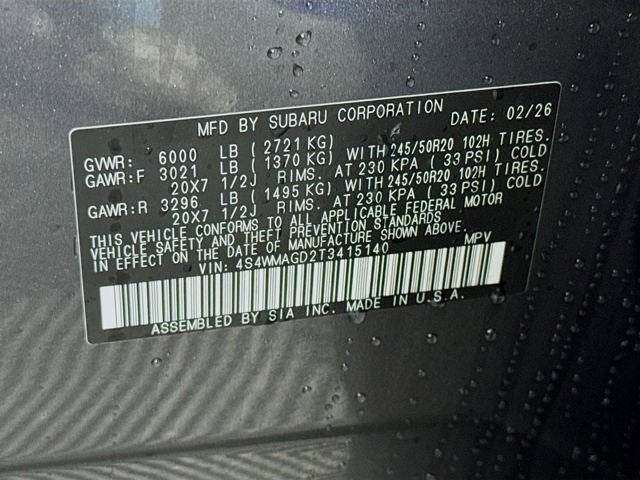 MFD BY SUBARU CORPORATION DATE: 02/26
GVWR: 6000 LB (2721 KG)
GAWR:F 3021 LB (1370 KG) WITH 245/50R20 102H TIRES.
20X7 1/2J RIMS. AT 230 KPA (33 PSI) COLD
GAWR:R 3296 LB (1495 KG) WITH 245/50R20 102H TIRES.
20X7 1/2J RIMS. AT 230 KPA (33 PSI) COLD
THIS VEHICLE CONFORMS TO ALL APPLICABLE FEDERAL MOTOR
VEHICLE SAFETY AND THEFT PREVENTION STANDARDS
IN EFFECT ON THE DATE OF MANUFACTURE SHOWN ABOVE.
VIN: 4S4WMAGD2T3415140 MPV
ASSEMBLED BY SIA INC. MADE IN U.S.A.